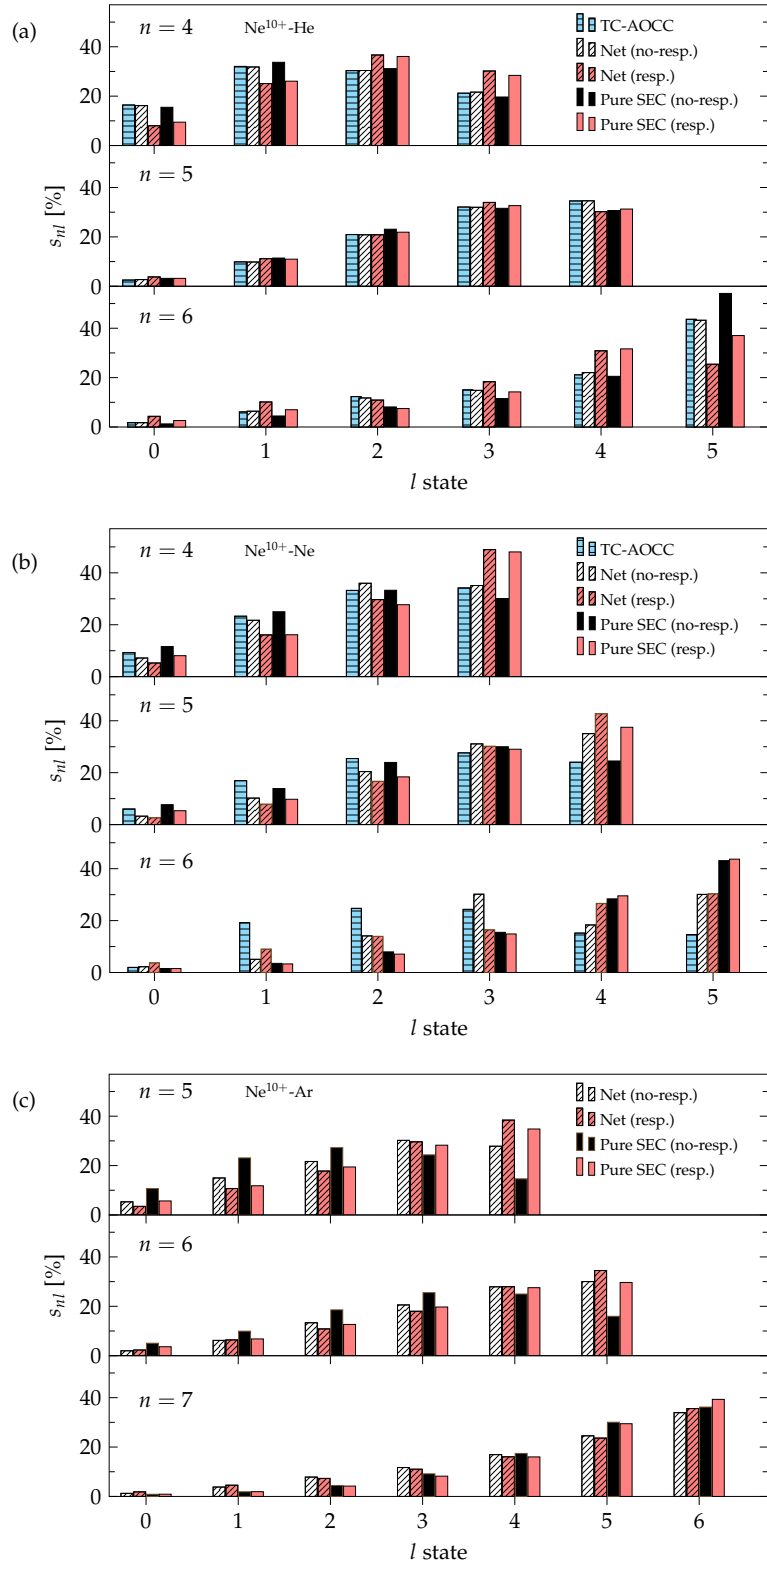 (a)
n = 4
Ne¹⁰⁺-He
TC-AOCC
Net (no-resp.)
Net (resp.)
Pure SEC (no-resp.)
Pure SEC (resp.)
40
20
0
n = 5
40
20
0
sₙₗ [%]
n = 6
40
20
0
0 1 2 3 4 5
l state
(b)
n = 4
Ne¹⁰⁺-Ne
TC-AOCC
Net (no-resp.)
Net (resp.)
Pure SEC (no-resp.)
Pure SEC (resp.)
40
20
0
n = 5
40
20
0
sₙₗ [%]
n = 6
40
20
0
0 1 2 3 4 5
l state
(c)
n = 5
Ne¹⁰⁺-Ar
Net (no-resp.)
Net (resp.)
Pure SEC (no-resp.)
Pure SEC (resp.)
40
20
0
n = 6
40
20
0
sₙₗ [%]
n = 7
40
20
0
0 1 2 3 4 5 6
l state